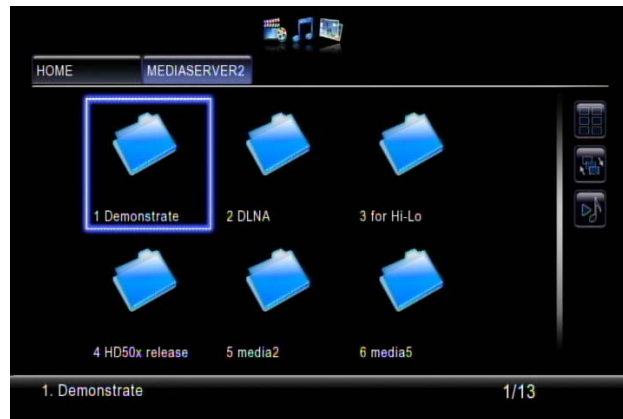 HOME
MEDIASERVER2
1 Demonstrate
2 DLNA
3 for Hi-Lo
4 HD50x release
5 media2
6 media5
1. Demonstrate
1/13